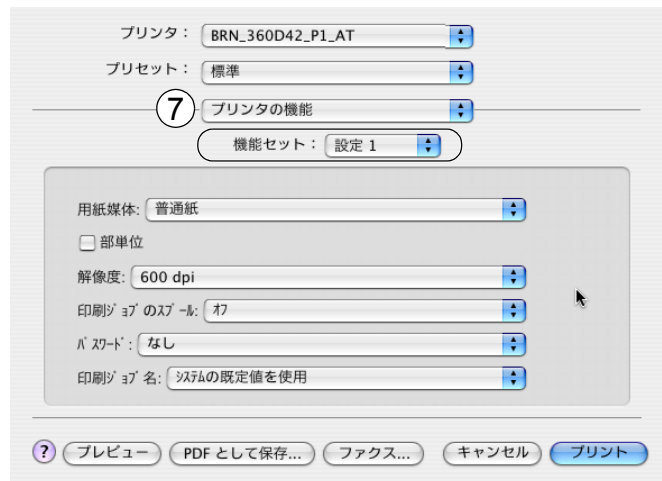 プリンタ： BRN_360D42_P1_AT
プリセット： 標準
⑦ プリンタの機能
機能セット： 設定 1
用紙媒体: 普通紙
部単位
解像度: 600 dpi
印刷ｼﾞｮﾌﾞのｽﾌﾟｰﾙ: ｵﾌ
ﾊﾟｽﾜｰﾄﾞ: なし
印刷ｼﾞｮﾌﾞ名: ｼｽﾃﾑの既定値を使用
? プレビュー PDF として保存... ファクス... キャンセル プリント